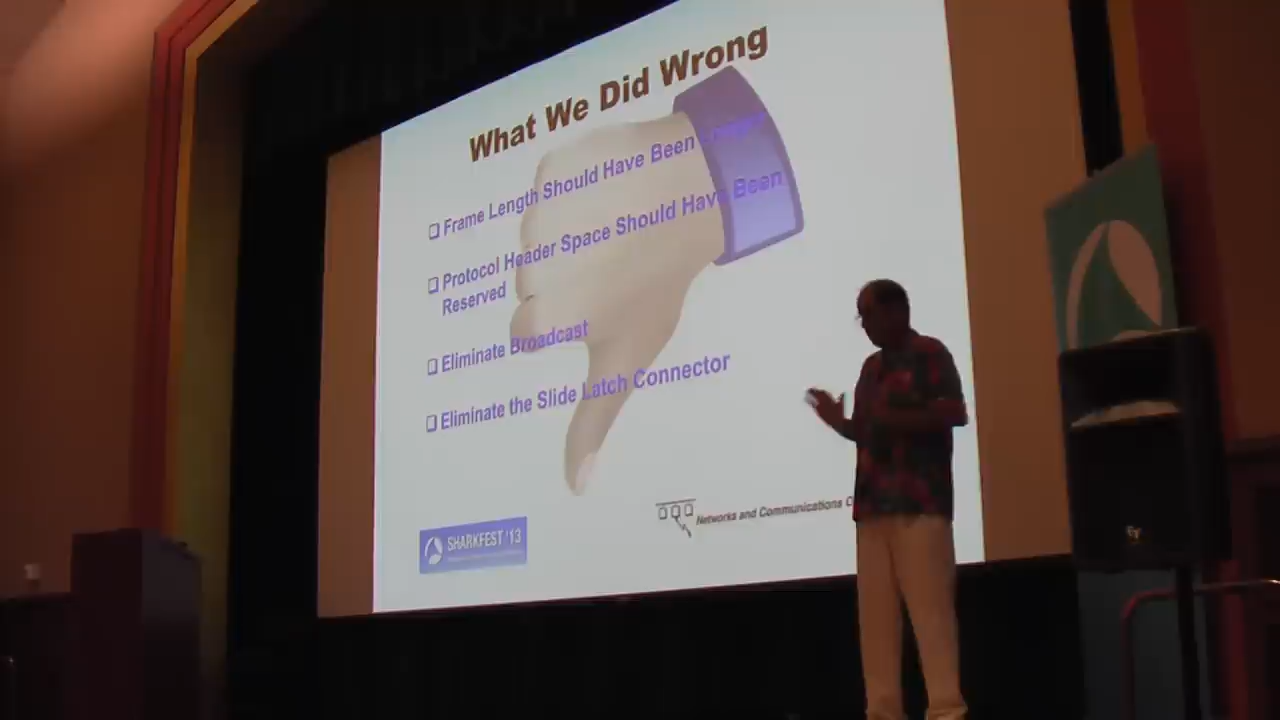 What We Did Wrong
❑ Frame Length Should Have Been Longer
❑ Protocol Header Space Should Have Been
Reserved
❑ Eliminate Broadcast
❑ Eliminate the Slide Latch Connector
SHARKFEST '13
Networks and Communications C